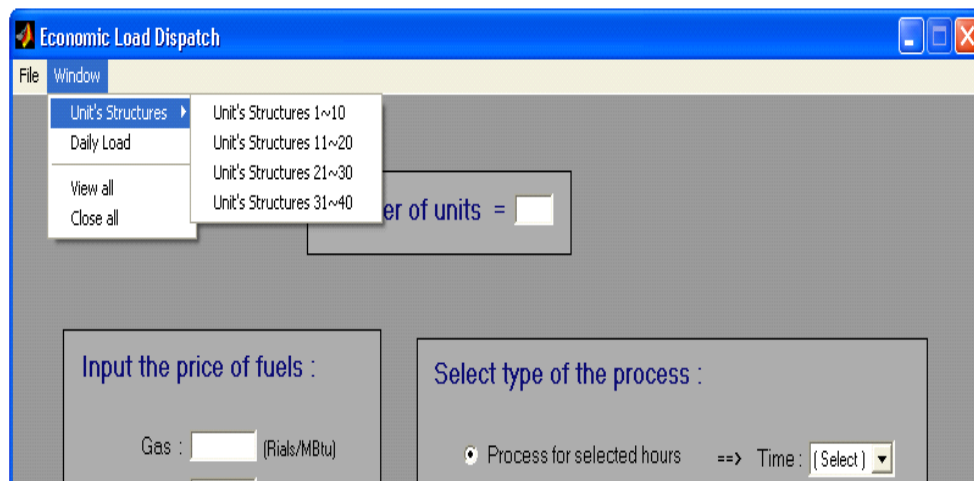 Economic Load Dispatch
File Window
Unit's Structures
Daily Load
View all
Close all
Unit's Structures 1~10
Unit's Structures 11~20
Unit's Structures 21~30
Unit's Structures 31~40
er of units =
Input the price of fuels :
Gas : (Rials/MBtu)
Select type of the process :
Process for selected hours ==> Time : ( Select )